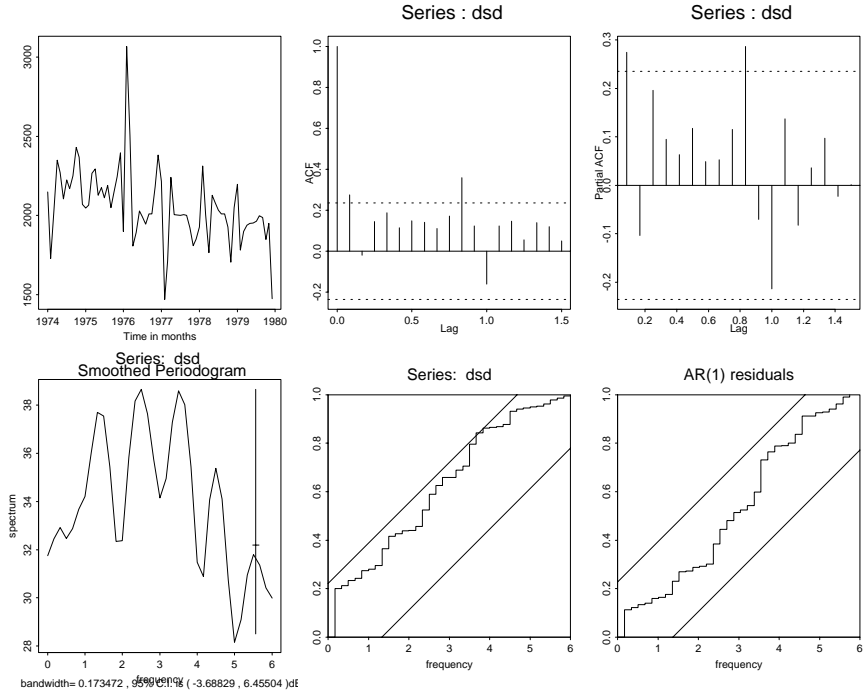 Series : dsd
Series : dsd
3000
2500
2000
1500
1974 1975 1976 1977 1978 1979 1980
Time in months
ACF
1.0
0.8
0.6
0.4
0.2
0.0
-0.2
0.0 0.5 1.0 1.5
Lag
Partial ACF
0.3
0.2
0.1
0.0
-0.1
-0.2
0.2 0.4 0.6 0.8 1.0 1.2 1.4
Lag
Series: dsd
Smoothed Periodogram
spectrum
38
36
34
32
30
28
0 1 2 3 4 5 6
frequency
bandwidth= 0.173472 , 95% C.I. is ( -3.68829 , 6.45504 )dB
Series: dsd
1.0
0.8
0.6
0.4
0.2
0.0
0 1 2 3 4 5 6
frequency
AR(1) residuals
1.0
0.8
0.6
0.4
0.2
0.0
0 1 2 3 4 5 6
frequency